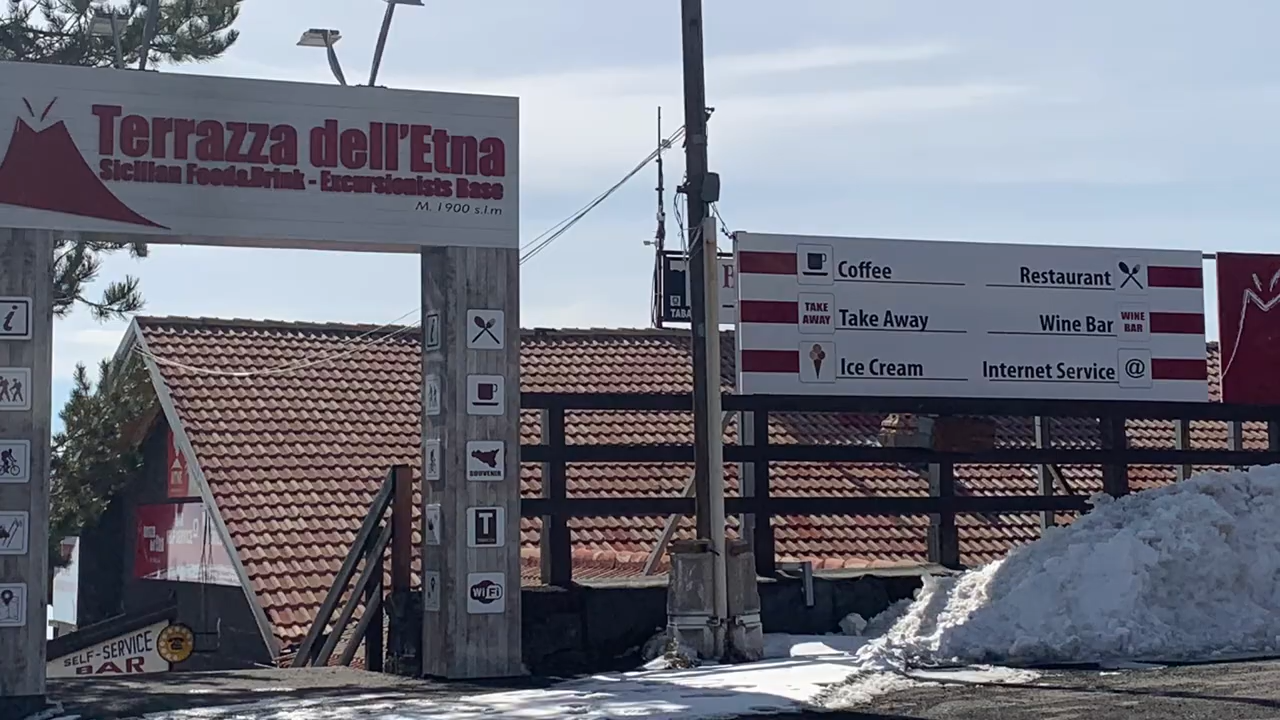 Terrazza dell'Etna
Sicilian Food&Drink - Excursionists Base
M. 1900 s.l.m
i
SOUVENIR
T
WiFi
SELF-SERVICE
BAR
TABA
Coffee
TAKE AWAY Take Away
Ice Cream
Restaurant
Wine Bar WINE BAR
Internet Service @